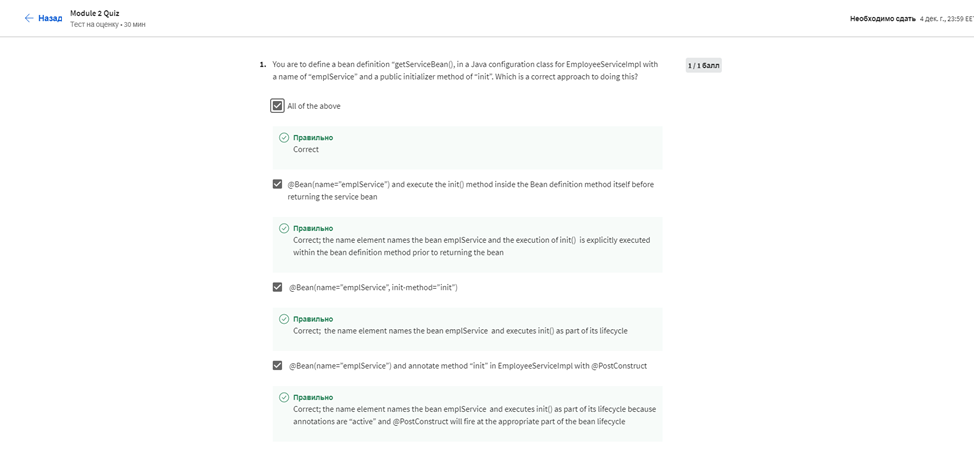 Назад
Module 2 Quiz
Тест на оценку • 30 мин
Необходимо сдать 4 дек. г., 23:59 EET
1. You are to define a bean definition "getServiceBean(), in a Java configuration class for EmployeeServiceImpl with
a name of "emplService" and a public initializer method of "init". Which is a correct approach to doing this?
1 / 1 балл
All of the above
Правильно
Correct
@Bean(name="emplService") and execute the init() method inside the Bean definition method itself before
returning the service bean
Правильно
Correct; the name element names the bean emplService and the execution of init() is explicitly executed
within the bean definition method prior to returning the bean
@Bean(name="emplService", init-method="init")
Правильно
Correct; the name element names the bean emplService and executes init() as part of its lifecycle
@Bean(name="emplService") and annotate method "init" in EmployeeServiceImpl with @PostConstruct
Правильно
Correct; the name element names the bean emplService and executes init() as part of its lifecycle because
annotations are "active" and @PostConstruct will fire at the appropriate part of the bean lifecycle